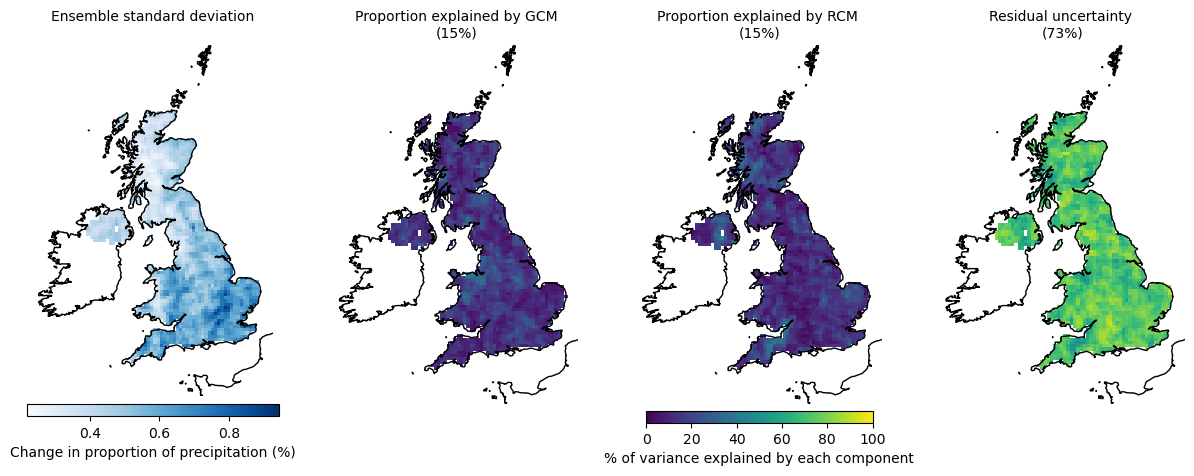 Ensemble standard deviation
Proportion explained by GCM
(15%)
Proportion explained by RCM
(15%)
Residual uncertainty
(73%)
0.4 0.6 0.8
Change in proportion of precipitation (%)
0 20 40 60 80 100
% of variance explained by each component